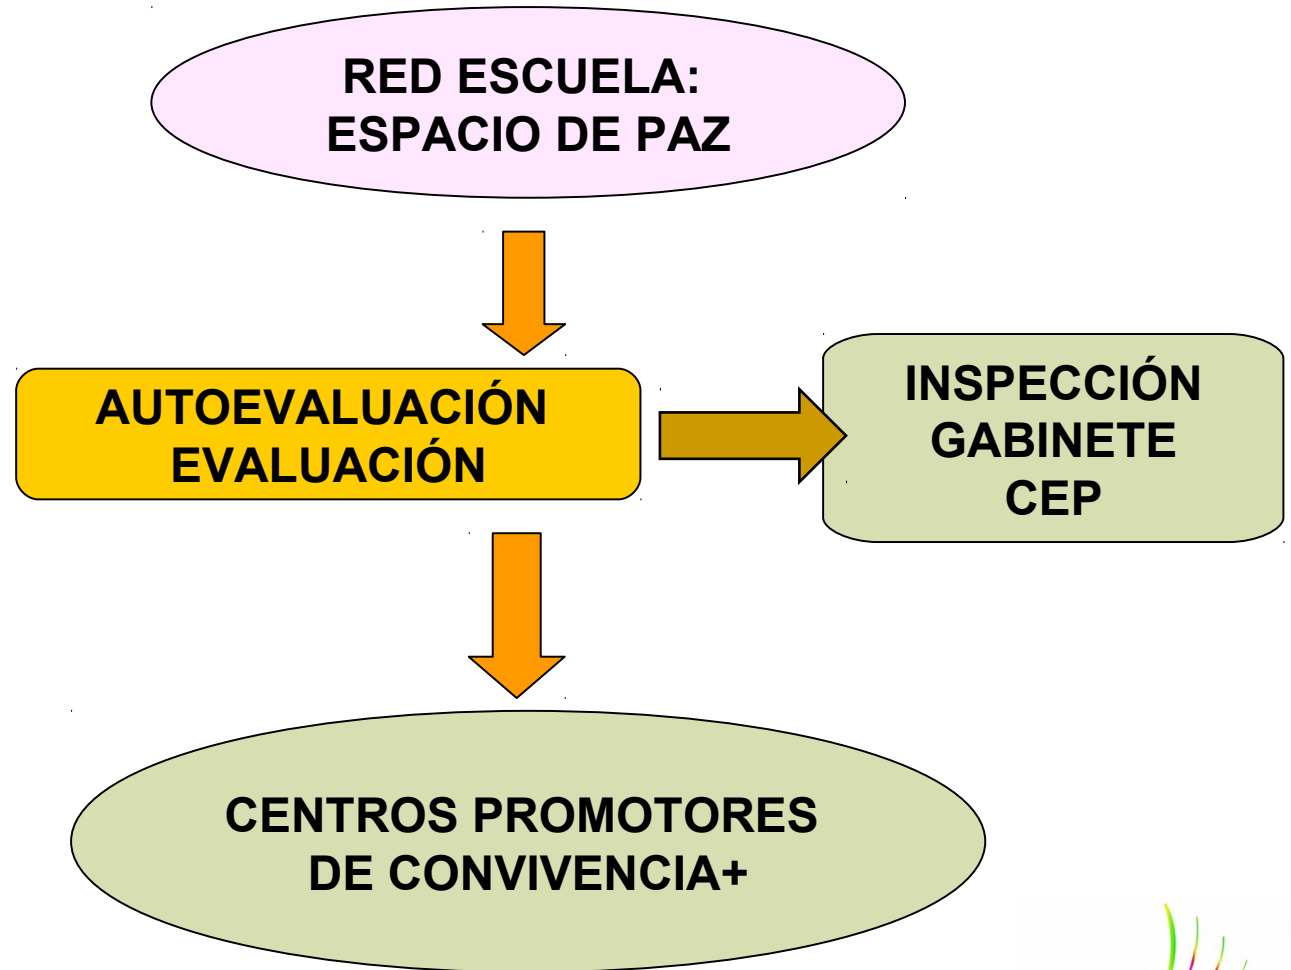 RED ESCUELA:
ESPACIO DE PAZ
AUTOEVALUACIÓN
EVALUACIÓN
INSPECCIÓN
GABINETE
CEP
CENTROS PROMOTORES
DE CONVIVENCIA+